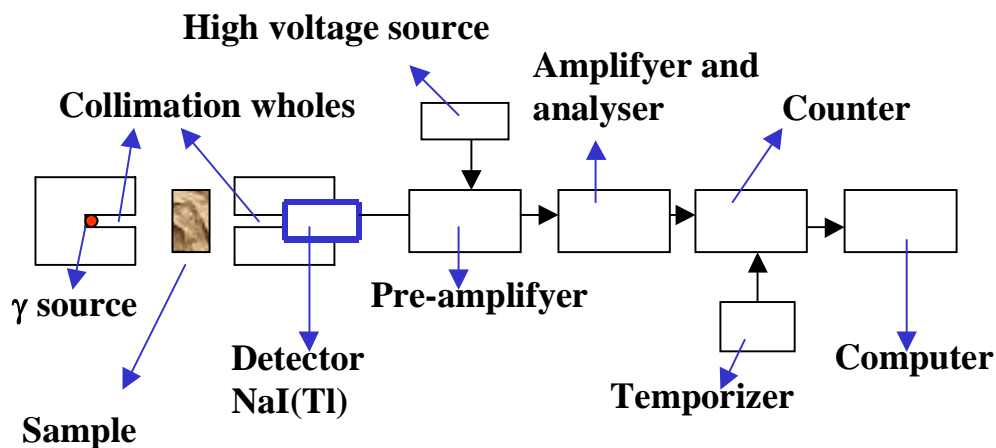 High voltage source
Amplifyer and
analyser
Collimation wholes
Counter
γ source
Pre-amplifyer
Detector
NaI(Tl)
Computer
Temporizer
Sample